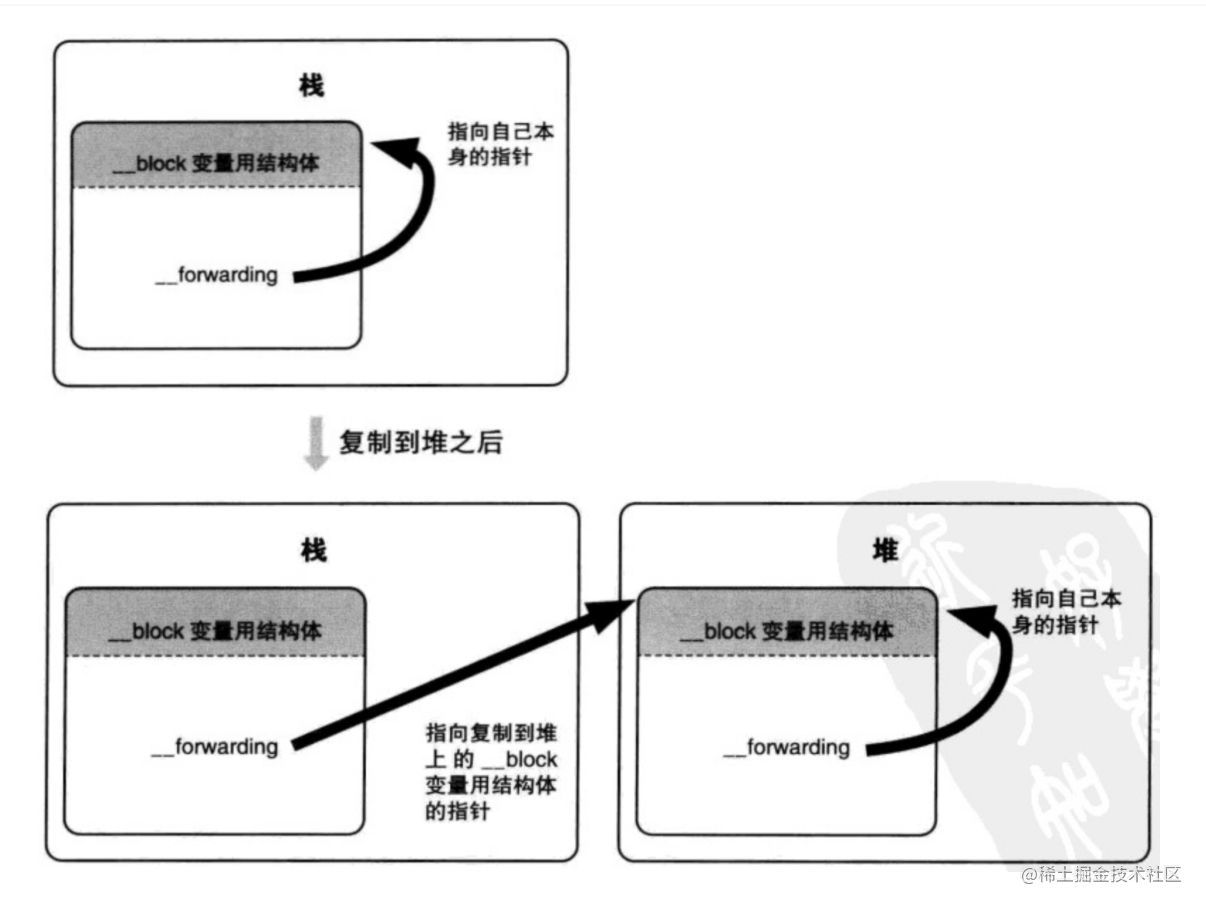 栈
__block 变量用结构体
指向自己本
身的指针
__forwarding
复制到堆之后
栈
__block 变量用结构体
__forwarding
指向复制到堆
上 的 __block
变量用结构体
的指针
堆
__block 变量用结构体
指向自己本
身的指针
__forwarding
@稀土掘金技术社区